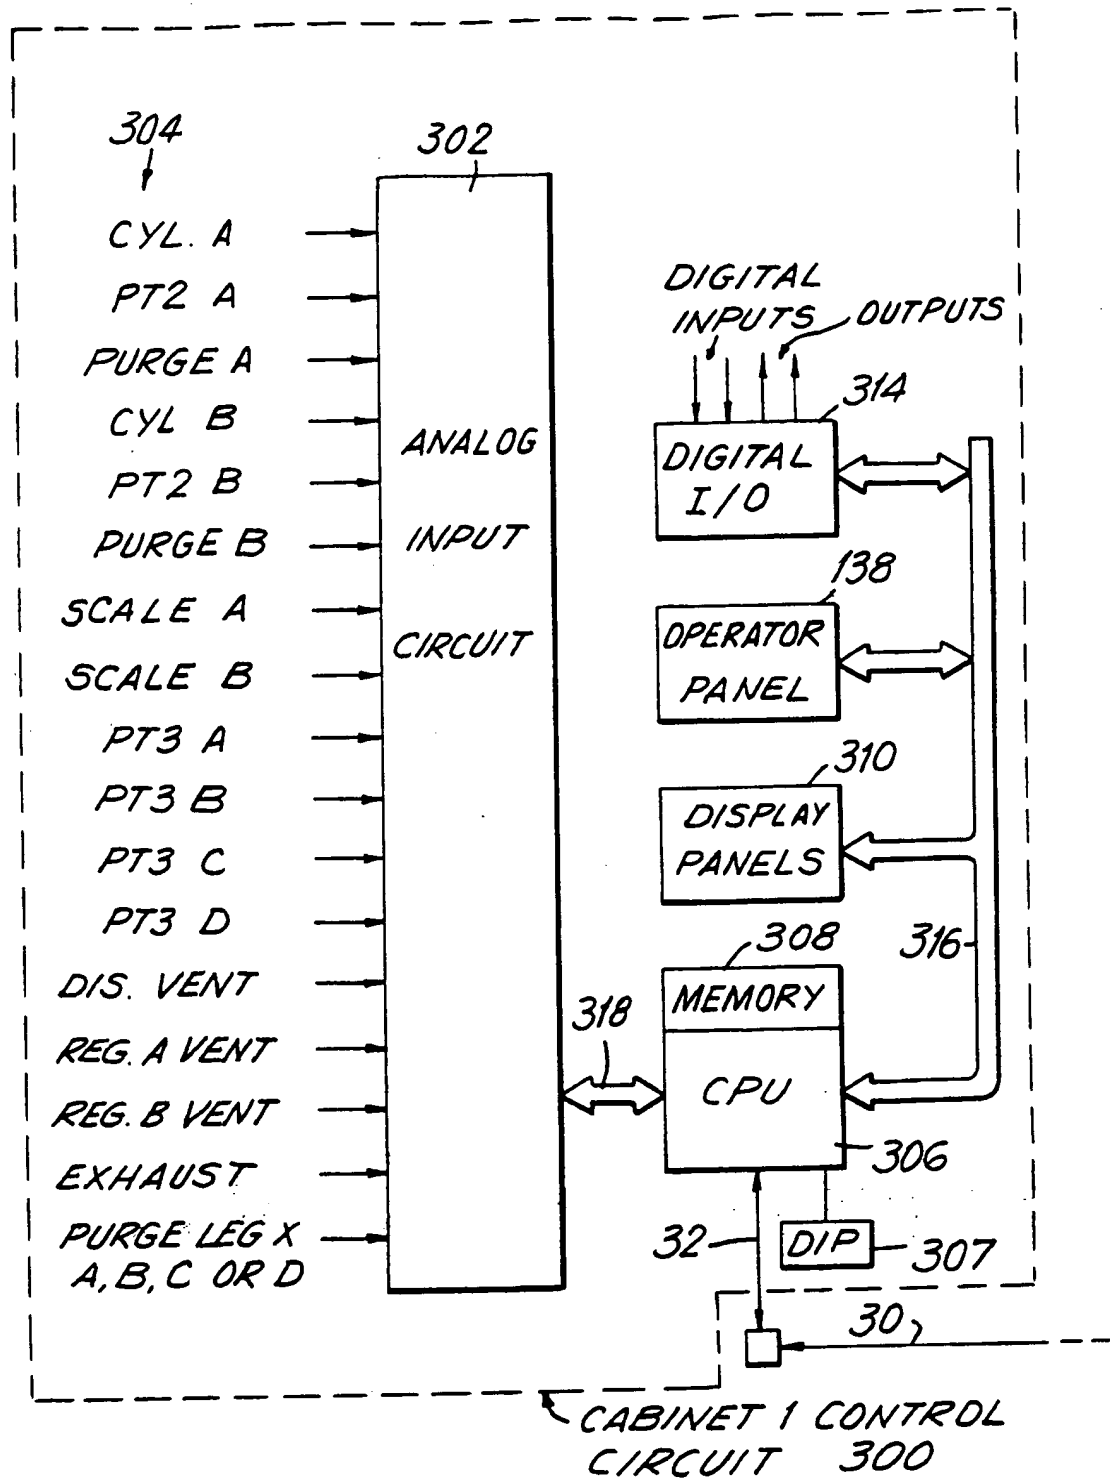 304
302
CYL. A
PT2 A
PURGE A
CYL B
PT2 B
PURGE B
SCALE A
SCALE B
PT3 A
PT3 B
PT3 C
PT3 D
DIS. VENT
REG. A VENT
REG. B VENT
EXHAUST
PURGE LEG X
A, B, C OR D
ANALOG
INPUT
CIRCUIT
DIGITAL
INPUTS
OUTPUTS
314
DIGITAL
I/O
138
OPERATOR
PANEL
310
DISPLAY
PANELS
316
308
MEMORY
318
CPU
306
32
DIP
307
30
CABINET 1 CONTROL
CIRCUIT 300